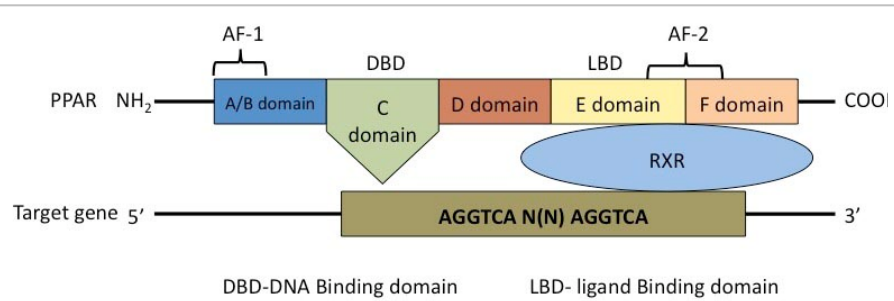 AF-1
AF-2
DBD
LBD
PPAR NH2
A/B domain
C
domain
D domain
E domain
F domain
COO
RXR
Target gene 5′
AGGTCA N(N) AGGTCA
3′
DBD-DNA Binding domain
LBD- ligand Binding domain